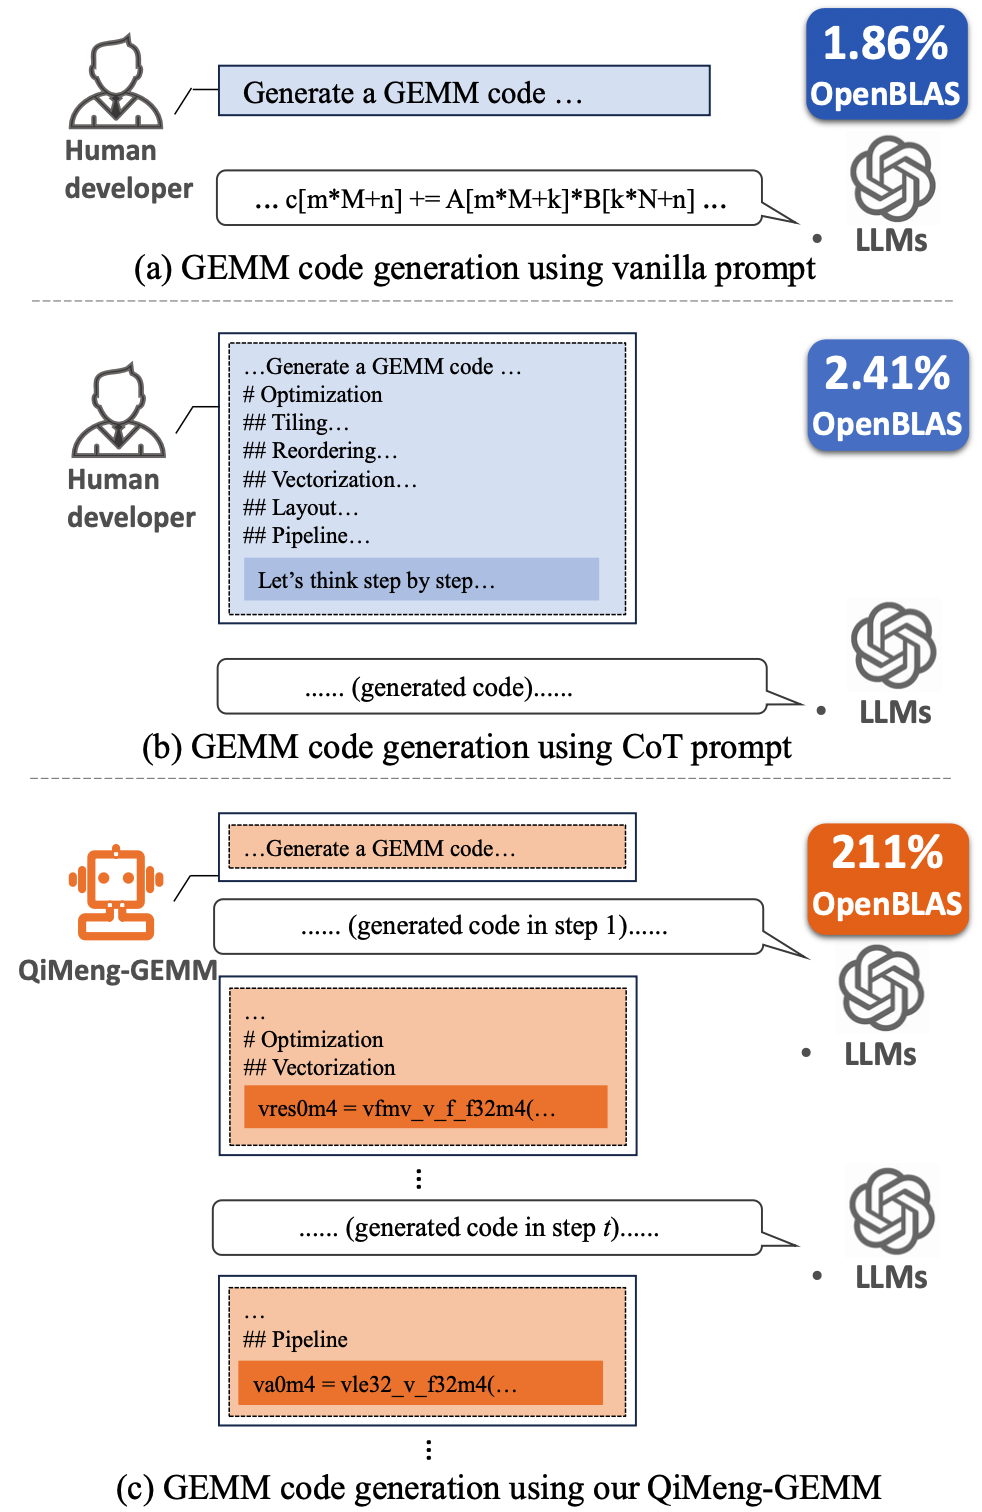 1.86%
OpenBLAS
Generate a GEMM code …
Human
developer
... c[m*M+n] += A[m*M+k]*B[k*N+n] ...
• LLMs
(a) GEMM code generation using vanilla prompt
…Generate a GEMM code …
# Optimization
## Tiling…
## Reordering…
## Vectorization…
## Layout…
## Pipeline…
Let’s think step by step…
2.41%
OpenBLAS
Human
developer
...... (generated code)......
• LLMs
(b) GEMM code generation using CoT prompt
…Generate a GEMM code…
211%
OpenBLAS
...... (generated code in step 1)......
QiMeng-GEMM
• LLMs
…
# Optimization
## Vectorization
vres0m4 = vfmv_v_f_f32m4(…
⋮
...... (generated code in step t)......
• LLMs
…
## Pipeline
va0m4 = vle32_v_f32m4(…
⋮
(c) GEMM code generation using our QiMeng-GEMM